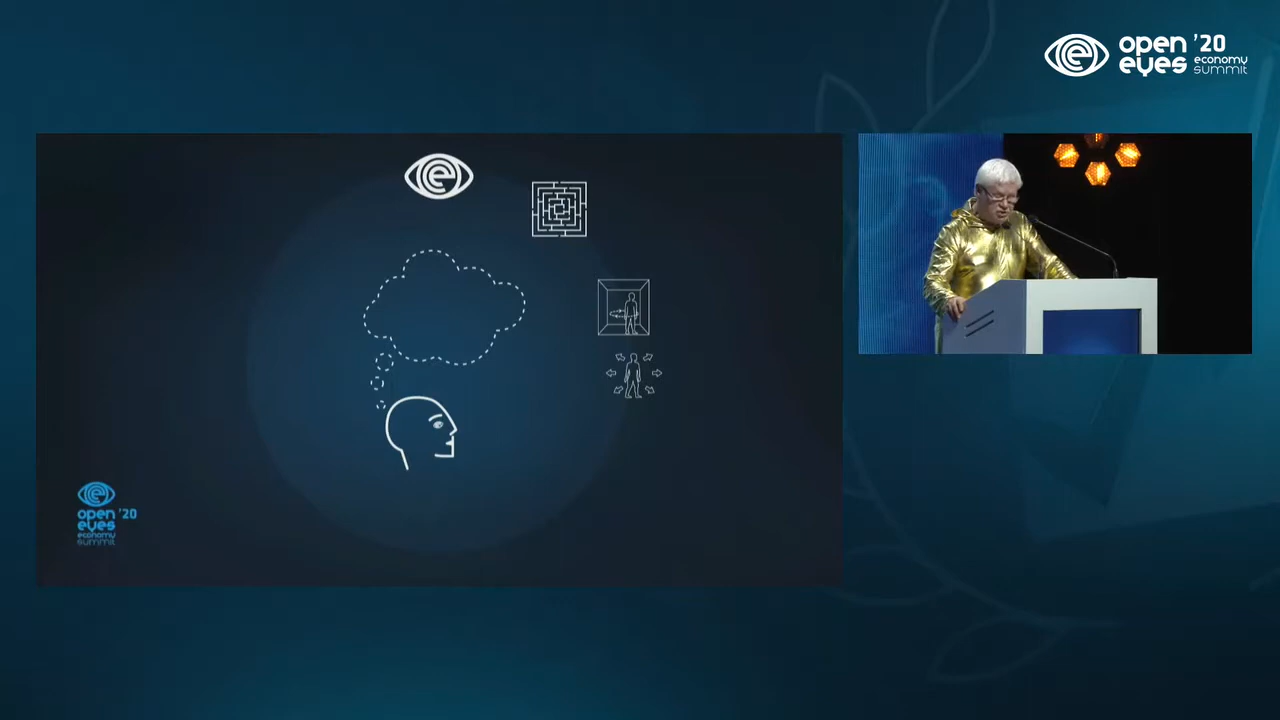 open '20
eyes economy
summit
open '20
eyes
economy
summit